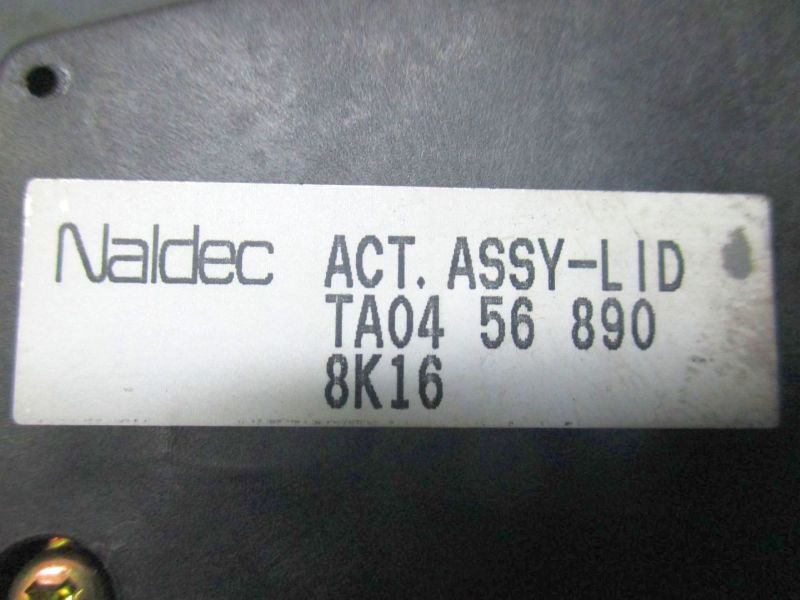 Naldec ACT. ASSY-LID
TA04 56 890
8K16